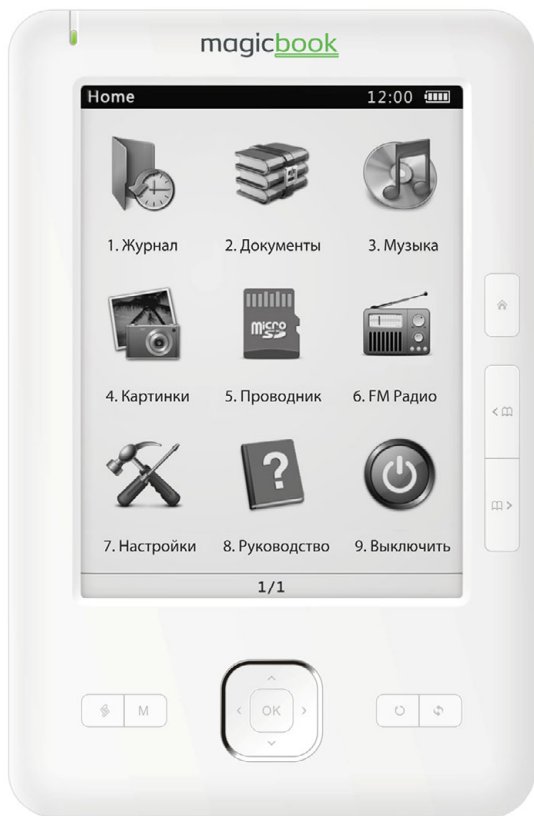 magicbook
Home 12:00
1. Журнал 2. Документы 3. Музыка
micro SD
4. Картинки 5. Проводник 6. FM Радио
?
7. Настройки 8. Руководство 9. Выключить
1/1
M OK